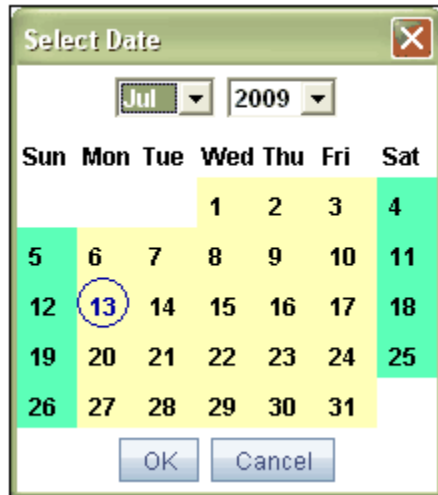 Select Date
Jul 2009
Sun Mon Tue Wed Thu Fri Sat
1 2 3 4
5 6 7 8 9 10 11
12 13 14 15 16 17 18
19 20 21 22 23 24 25
26 27 28 29 30 31
OK Cancel